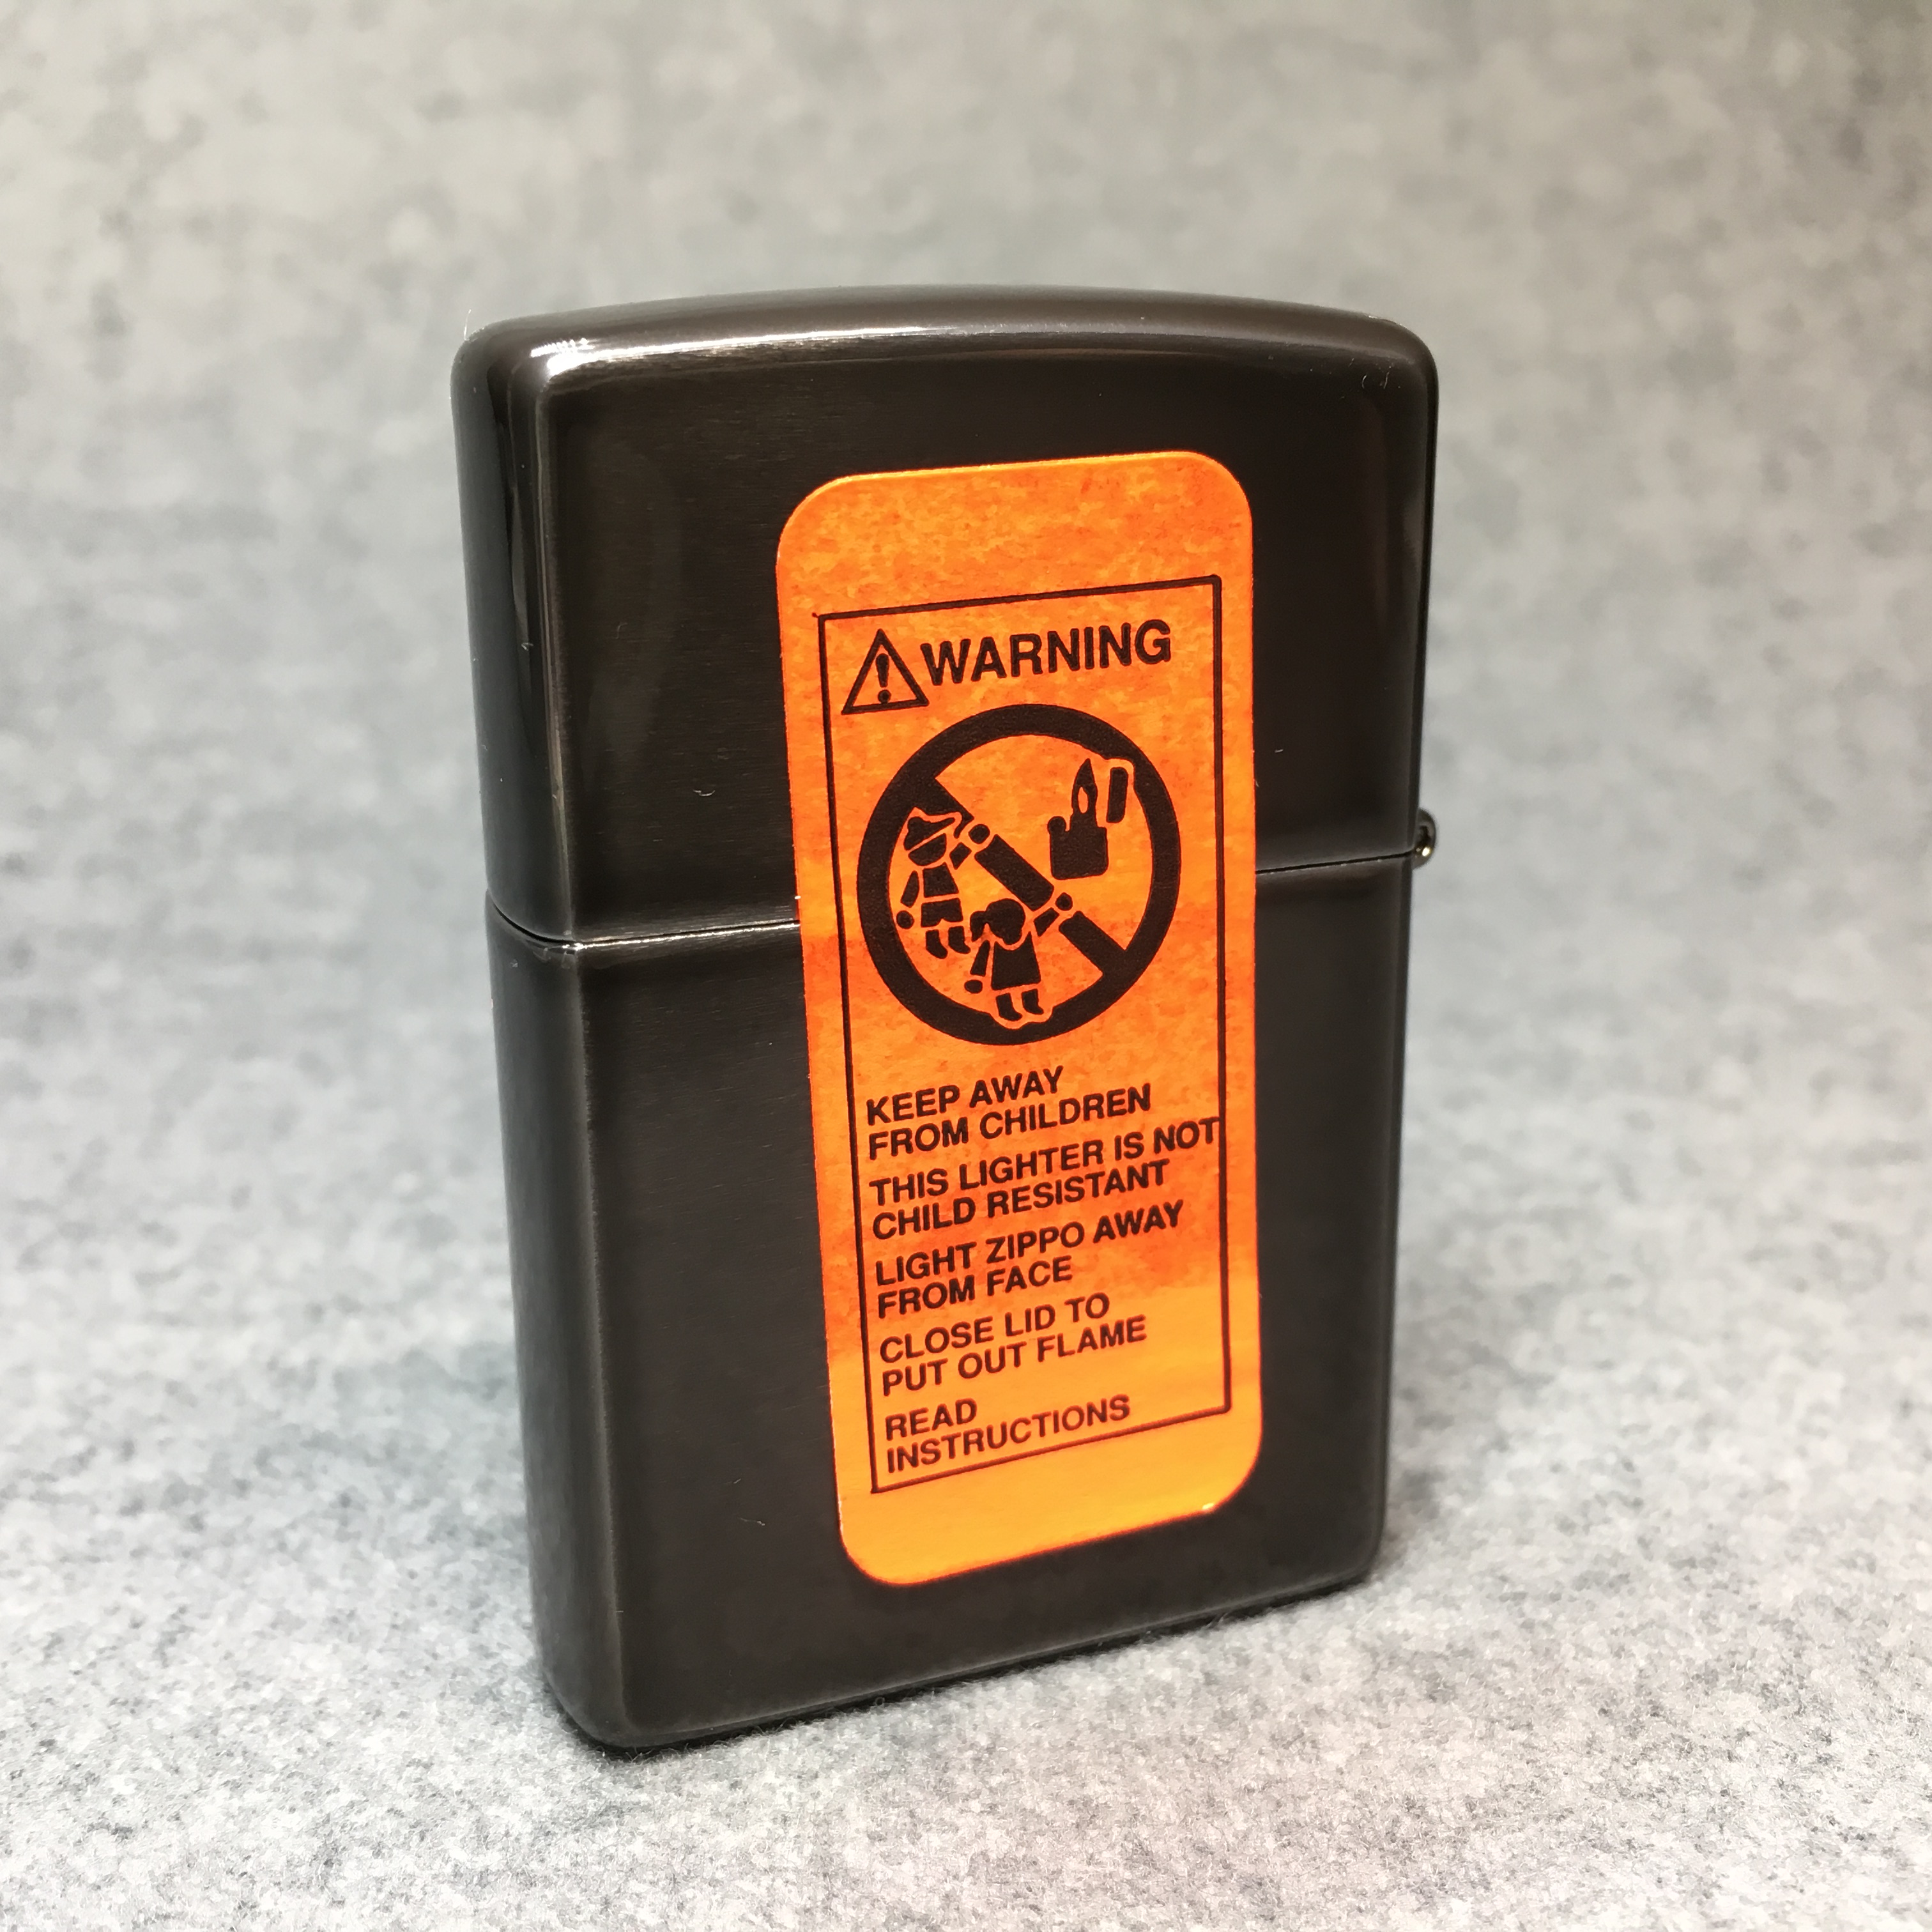 WARNING
KEEP AWAY
FROM CHILDREN
THIS LIGHTER IS NOT
CHILD RESISTANT
LIGHT ZIPPO AWAY
FROM FACE
CLOSE LID TO
PUT OUT FLAME
READ
INSTRUCTIONS